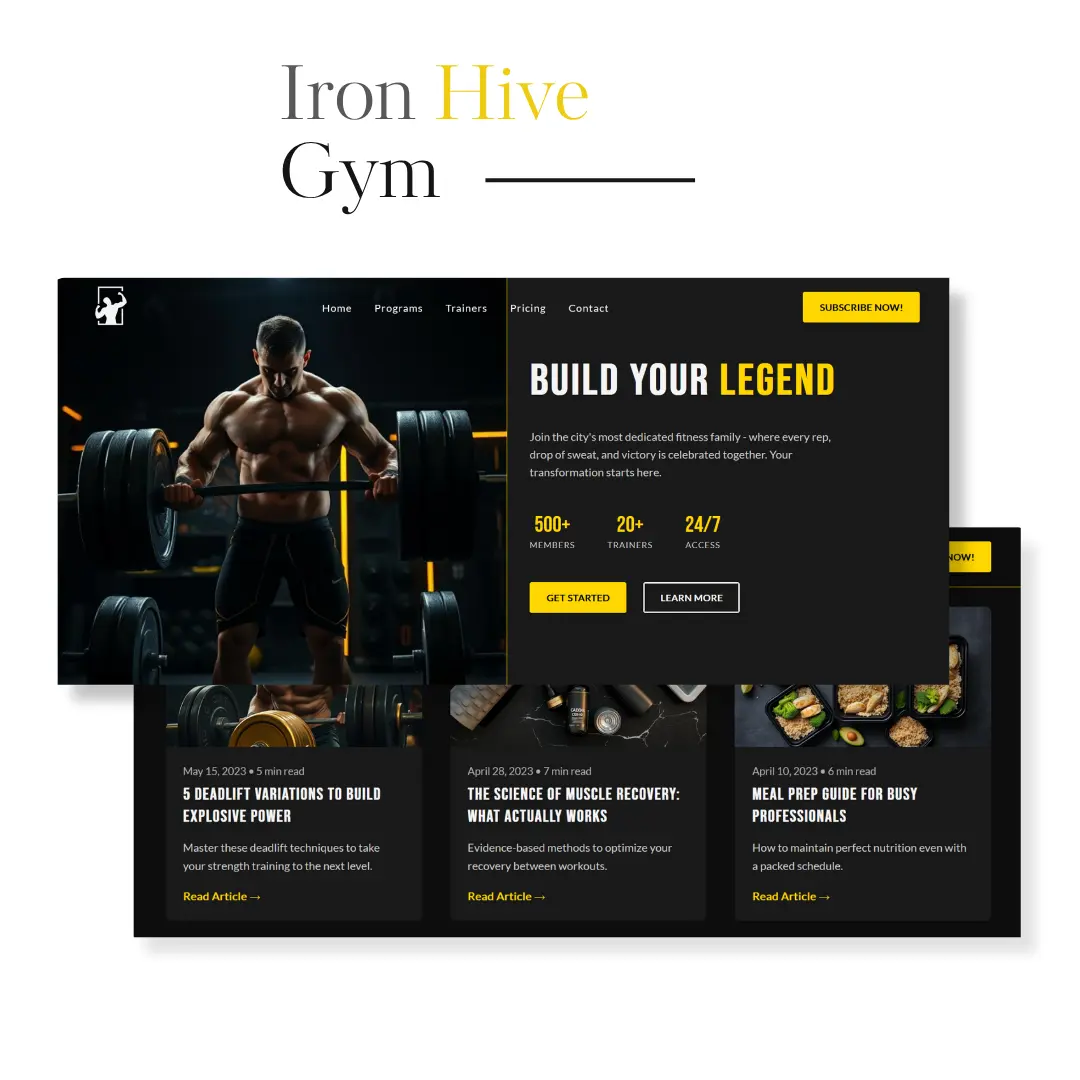 Iron Hive
Gym
Home Programs Trainers Pricing Contact
SUBSCRIBE NOW!
BUILD YOUR LEGEND
Join the city's most dedicated fitness family - where every rep,
drop of sweat, and victory is celebrated together. Your
transformation starts here.
500+ 20+ 24/7
MEMBERS TRAINERS ACCESS
GET STARTED LEARN MORE
NOW!
May 15, 2023 • 5 min read
5 DEADLIFT VARIATIONS TO BUILD
EXPLOSIVE POWER
Master these deadlift techniques to take
your strength training to the next level.
Read Article →
April 28, 2023 • 7 min read
THE SCIENCE OF MUSCLE RECOVERY:
WHAT ACTUALLY WORKS
Evidence-based methods to optimize your
recovery between workouts.
Read Article →
April 10, 2023 • 6 min read
MEAL PREP GUIDE FOR BUSY
PROFESSIONALS
How to maintain perfect nutrition even with
a packed schedule.
Read Article →